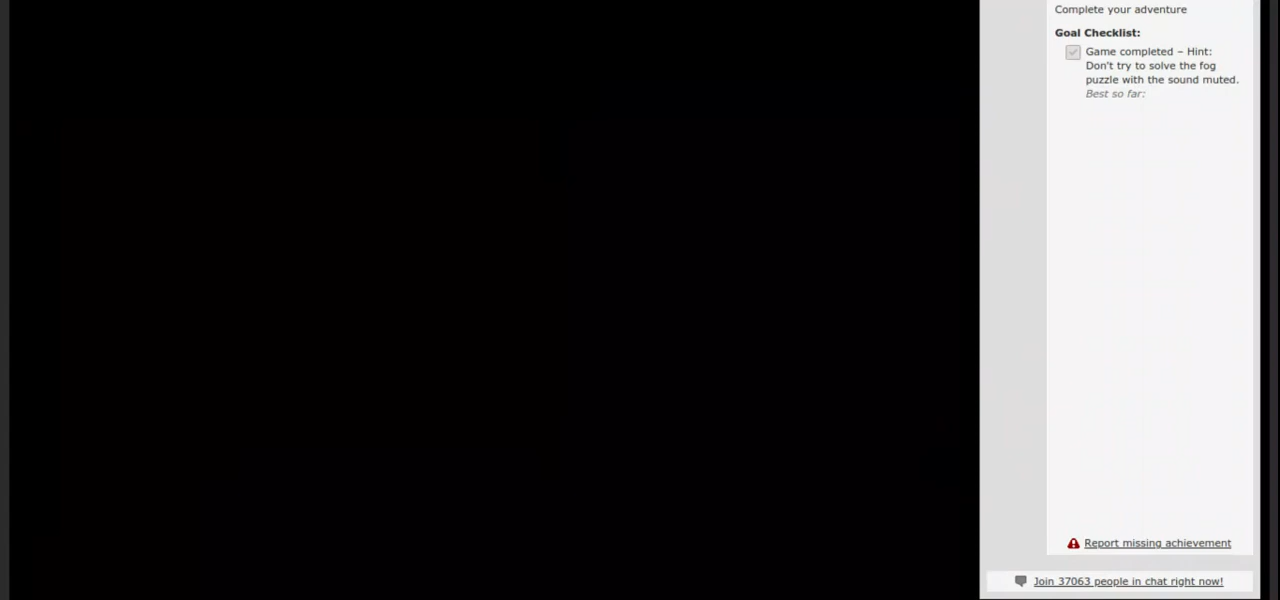 Complete your adventure
Goal Checklist:
Game completed – Hint:
Don't try to solve the fog
puzzle with the sound muted.
Best so far:
Report missing achievement
Join 37063 people in chat right now!